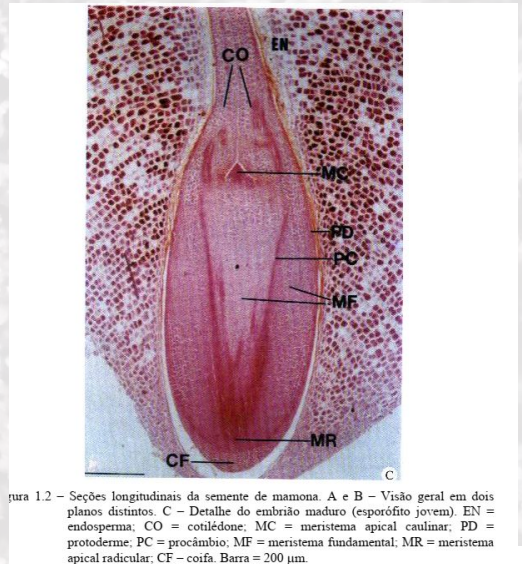 EN
CO
MC
PD
PC
MF
MR
CF
C
gura 1.2 – Seções longitudinais da semente de mamona. A e B – Visão geral em dois
planos distintos. C – Detalhe do embrião maduro (esporófito jovem). EN =
endosperma; CO = cotilédone; MC = meristema apical caulinar; PD =
protoderme; PC = procâmbio; MF = meristema fundamental; MR = meristema
apical radicular; CF – coifa. Barra = 200 µm.